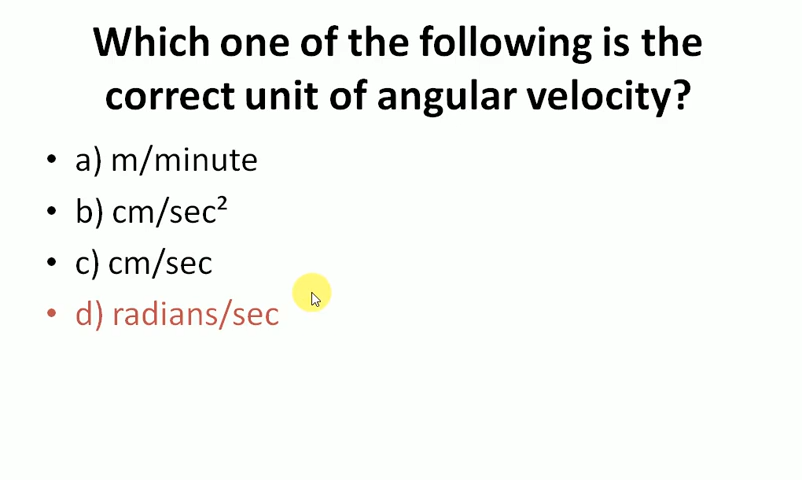 Which one of the following is the
correct unit of angular velocity?
• a) m/minute
• b) cm/sec²
• c) cm/sec
• d) radians/sec